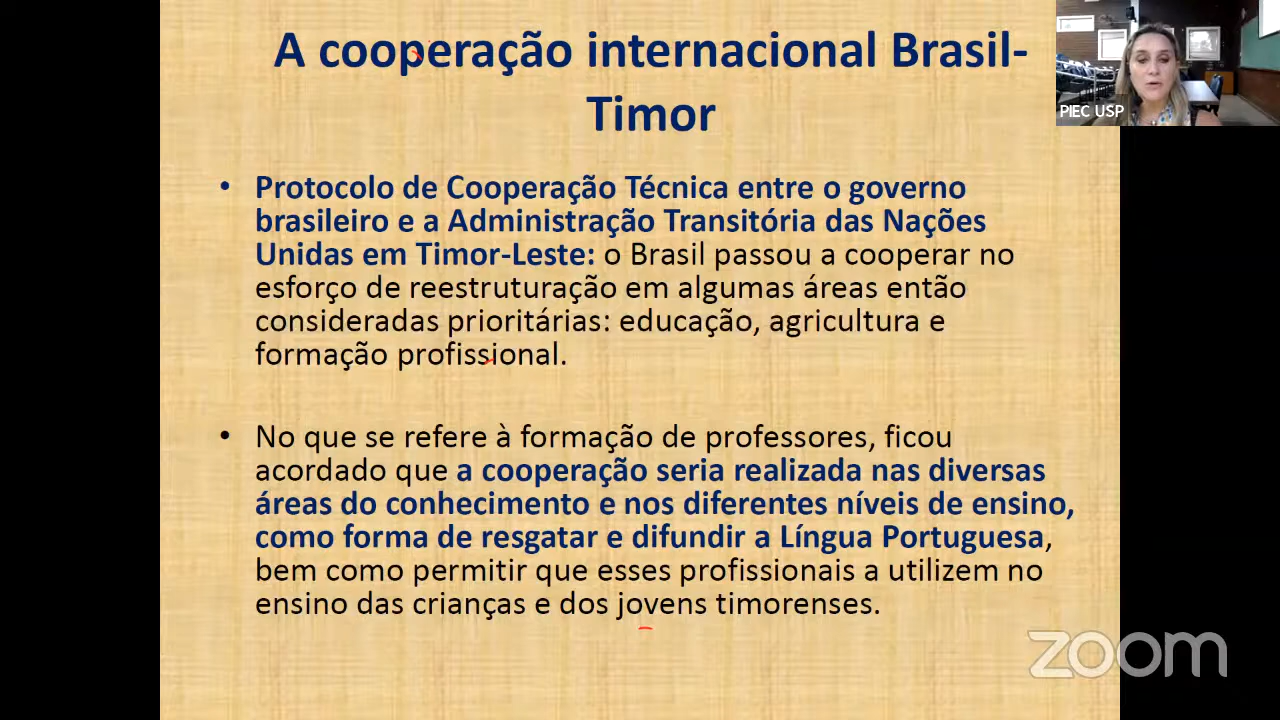 A cooperação internacional Brasil-
Timor
PIEC USP
• Protocolo de Cooperação Técnica entre o governo
brasileiro e a Administração Transitória das Nações
Unidas em Timor-Leste: o Brasil passou a cooperar no
esforço de reestruturação em algumas áreas então
consideradas prioritárias: educação, agricultura e
formação profissional.
• No que se refere à formação de professores, ficou
acordado que a cooperação seria realizada nas diversas
áreas do conhecimento e nos diferentes níveis de ensino,
como forma de resgatar e difundir a Língua Portuguesa,
bem como permitir que esses profissionais a utilizem no
ensino das crianças e dos jovens timorenses.
zoom